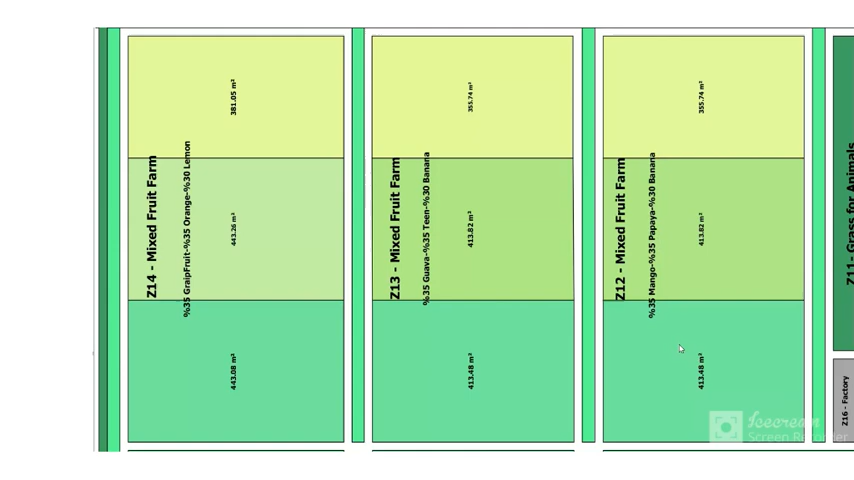 Z14 - Mixed Fruit Farm
%35 GraipFruit-%35 Orange-%30 Lemon
381.05 m²
443.26 m²
443.08 m²
Z13 - Mixed Fruit Farm
%35 Guava-%35 Teen-%30 Banana
355.74 m²
413.82 m²
413.48 m²
Z12 - Mixed Fruit Farm
%35 Mango-%35 Papaya-%30 Banana
355.74 m²
413.82 m²
413.48 m²
Z11- Grass for Animals
Z16 - Factory
Icecream
Screen Recorder